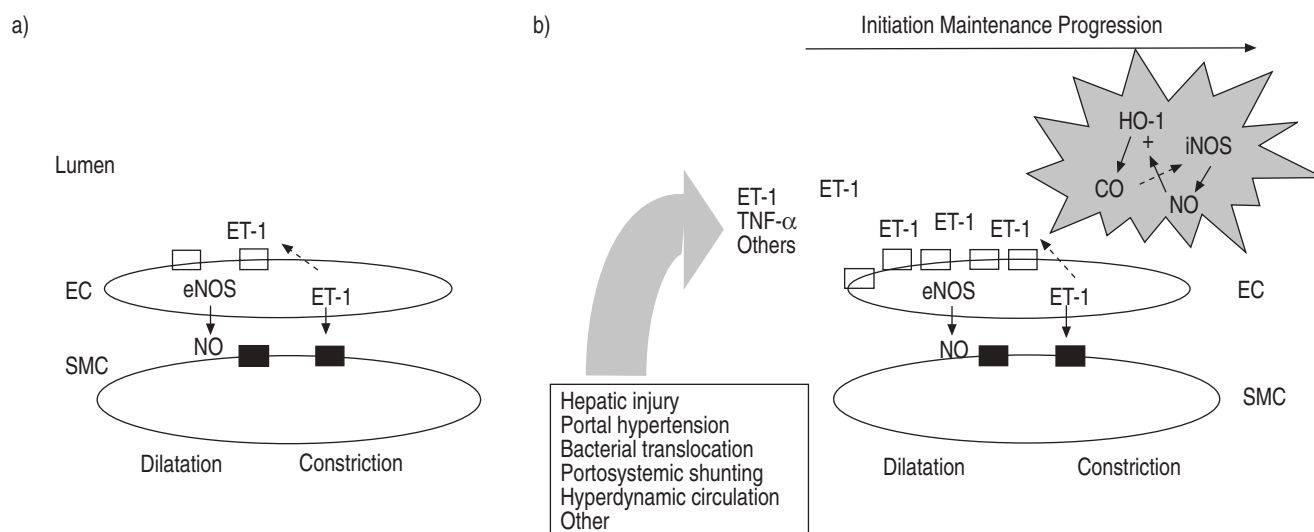 a)
Lumen
ET-1
EC
eNOS
ET-1
NO
SMC
Dilatation
Constriction
b)
Initiation Maintenance Progression
HO-1
+
iNOS
CO
NO
ET-1
TNF-α
Others
ET-1
ET-1
ET-1
ET-1
eNOS
ET-1
EC
NO
SMC
Hepatic injury
Portal hypertension
Bacterial translocation
Portosystemic shunting
Hyperdynamic circulation
Other
Dilatation
Constriction